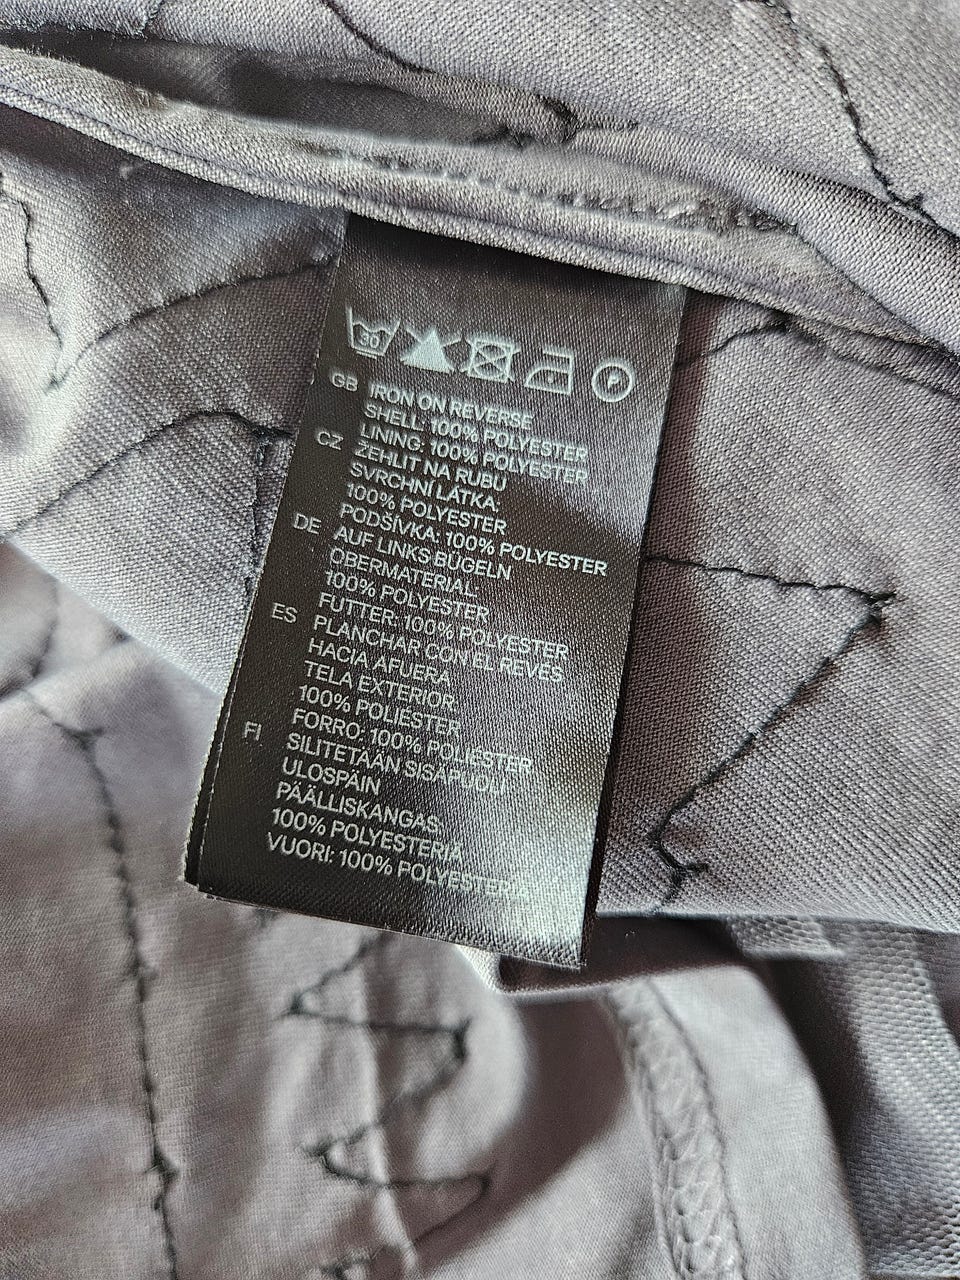 30 P
GB IRON ON REVERSE
SHELL: 100% POLYESTER
LINING: 100% POLYESTER
CZ ŽEHLIT NA RUBU
SVRCHNÍ LÁTKA:
100% POLYESTER
PODŠÍVKA: 100% POLYESTER
DE AUF LINKS BÜGELN
OBERMATERIAL:
100% POLYESTER
FUTTER: 100% POLYESTER
ES PLANCHAR CON EL REVÉS
HACIA AFUERA
TELA EXTERIOR:
100% POLIÉSTER
FORRO: 100% POLIÉSTER
FI SILITETÄÄN SISÄPUOLI
ULOSPÄIN
PÄÄLLISKANGAS:
100% POLYESTERIÄ
VUORI: 100% POLYESTERIÄ